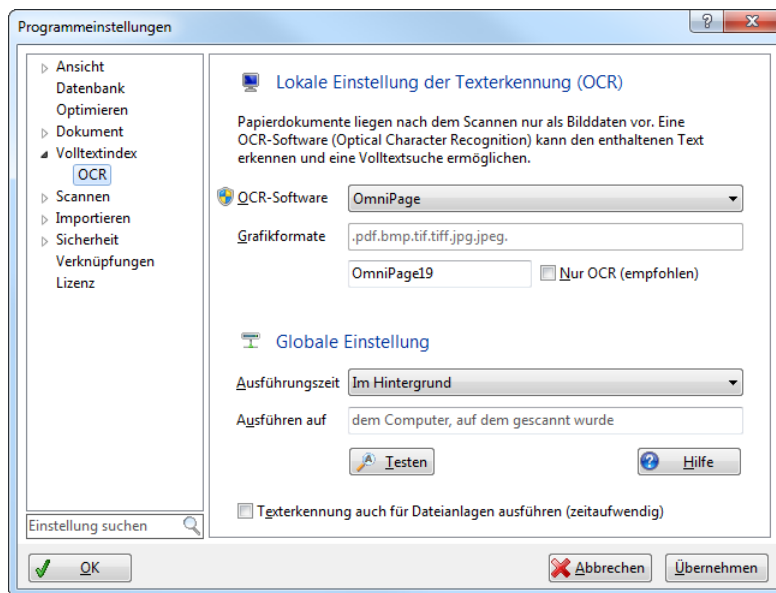 Programmeinstellungen
Ansicht
Datenbank
Optimieren
Dokument
Volltextindex
OCR
Scannen
Importieren
Sicherheit
Verknüpfungen
Lizenz
Einstellung suchen
Lokale Einstellung der Texterkennung (OCR)
Papierdokumente liegen nach dem Scannen nur als Bilddaten vor. Eine
OCR-Software (Optical Character Recognition) kann den enthaltenen Text
erkennen und eine Volltextsuche ermöglichen.
OCR-Software OmniPage
Grafikformate .pdf.bmp.tif.tiff.jpg.jpeg.
OmniPage19 Nur OCR (empfohlen)
Globale Einstellung
Ausführungszeit Im Hintergrund
Ausführen auf dem Computer, auf dem gescannt wurde
Testen Hilfe
Texterkennung auch für Dateianlagen ausführen (zeitaufwendig)
OK Abbrechen Übernehmen